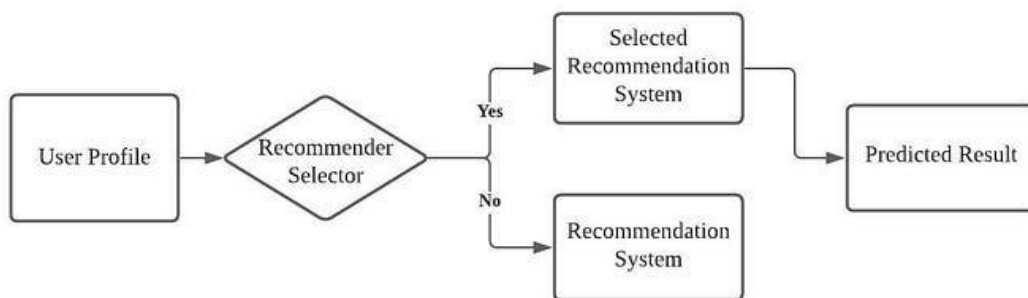 User Profile
Recommender
Selector
Yes
No
Selected
Recommendation
System
Recommendation
System
Predicted Result